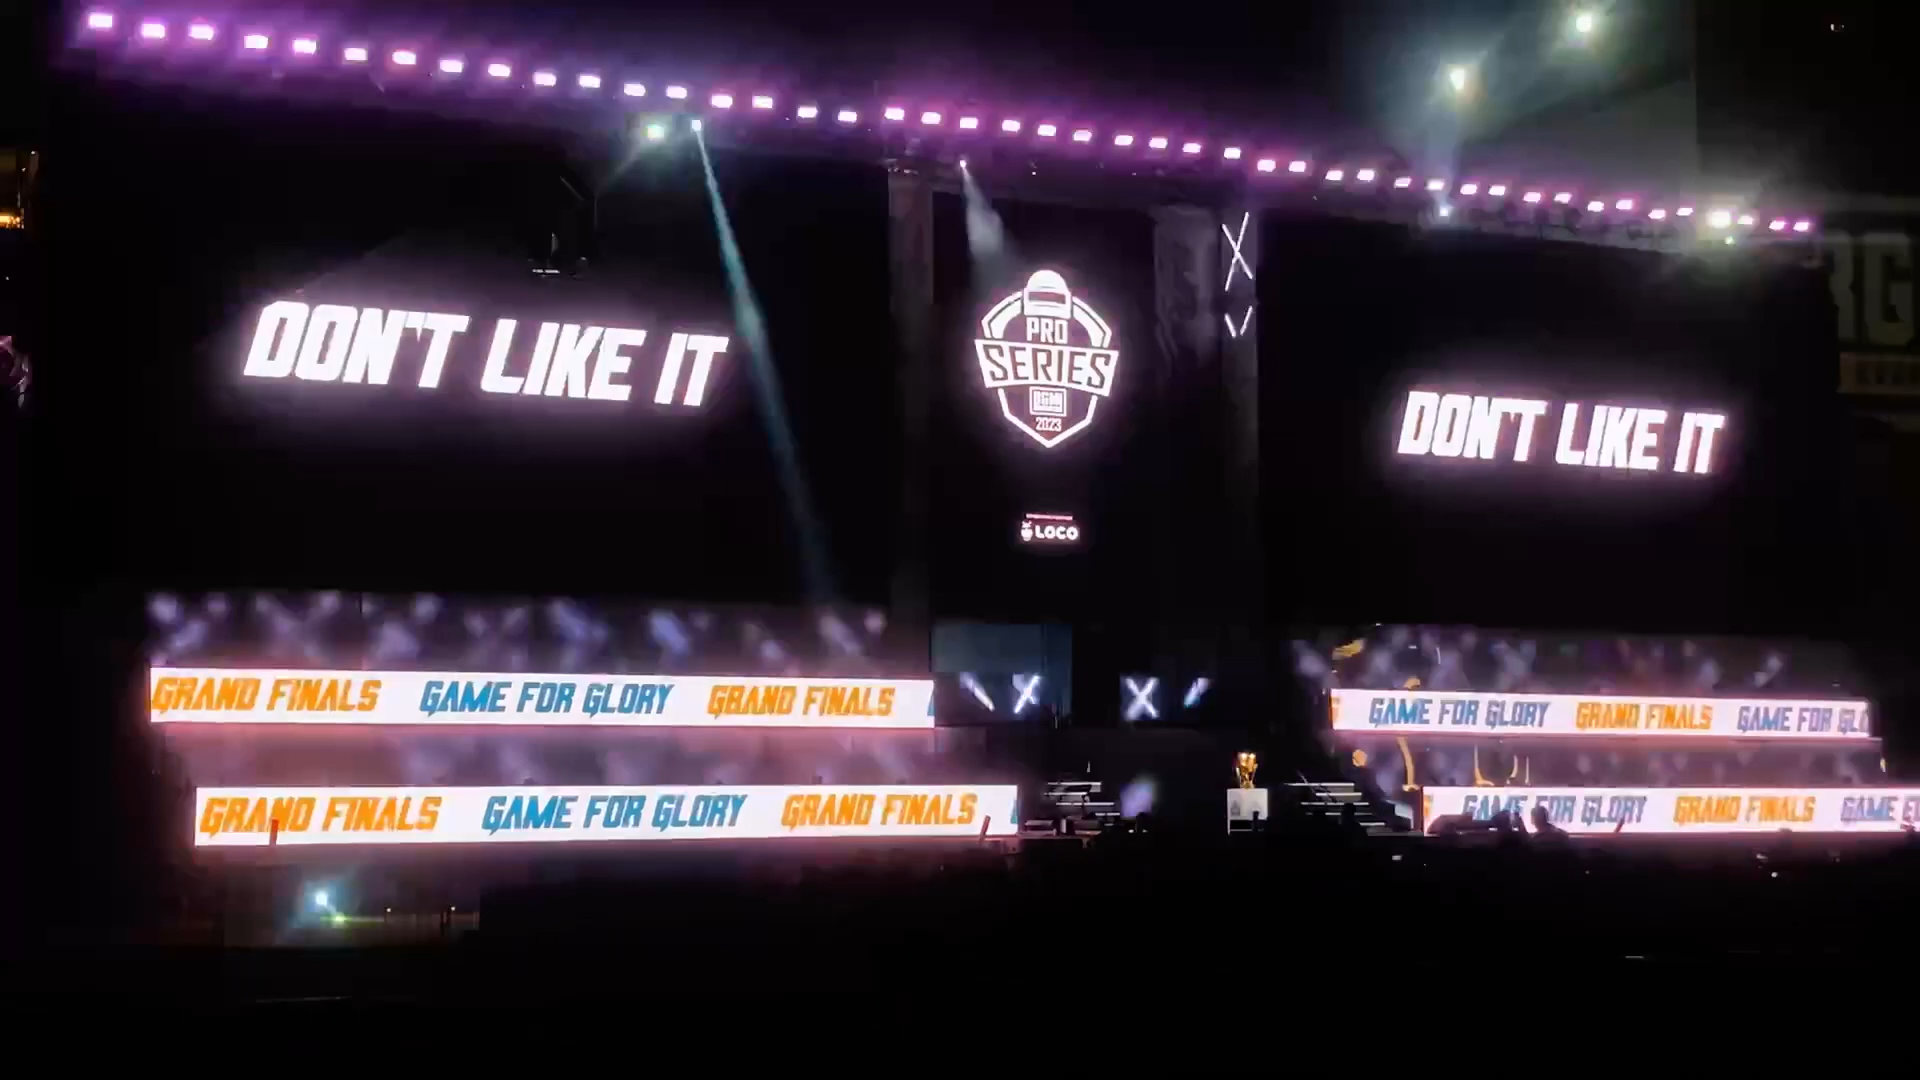 DON'T LIKE IT
PRO
SERIES
BGMI
2023
LOCO
DON'T LIKE IT
GRAND FINALS GAME FOR GLORY GRAND FINALS
GAME FOR GLORY GRAND FINALS GAME FOR GLO
GRAND FINALS GAME FOR GLORY GRAND FINALS
GAME FOR GLORY GRAND FINALS GAME